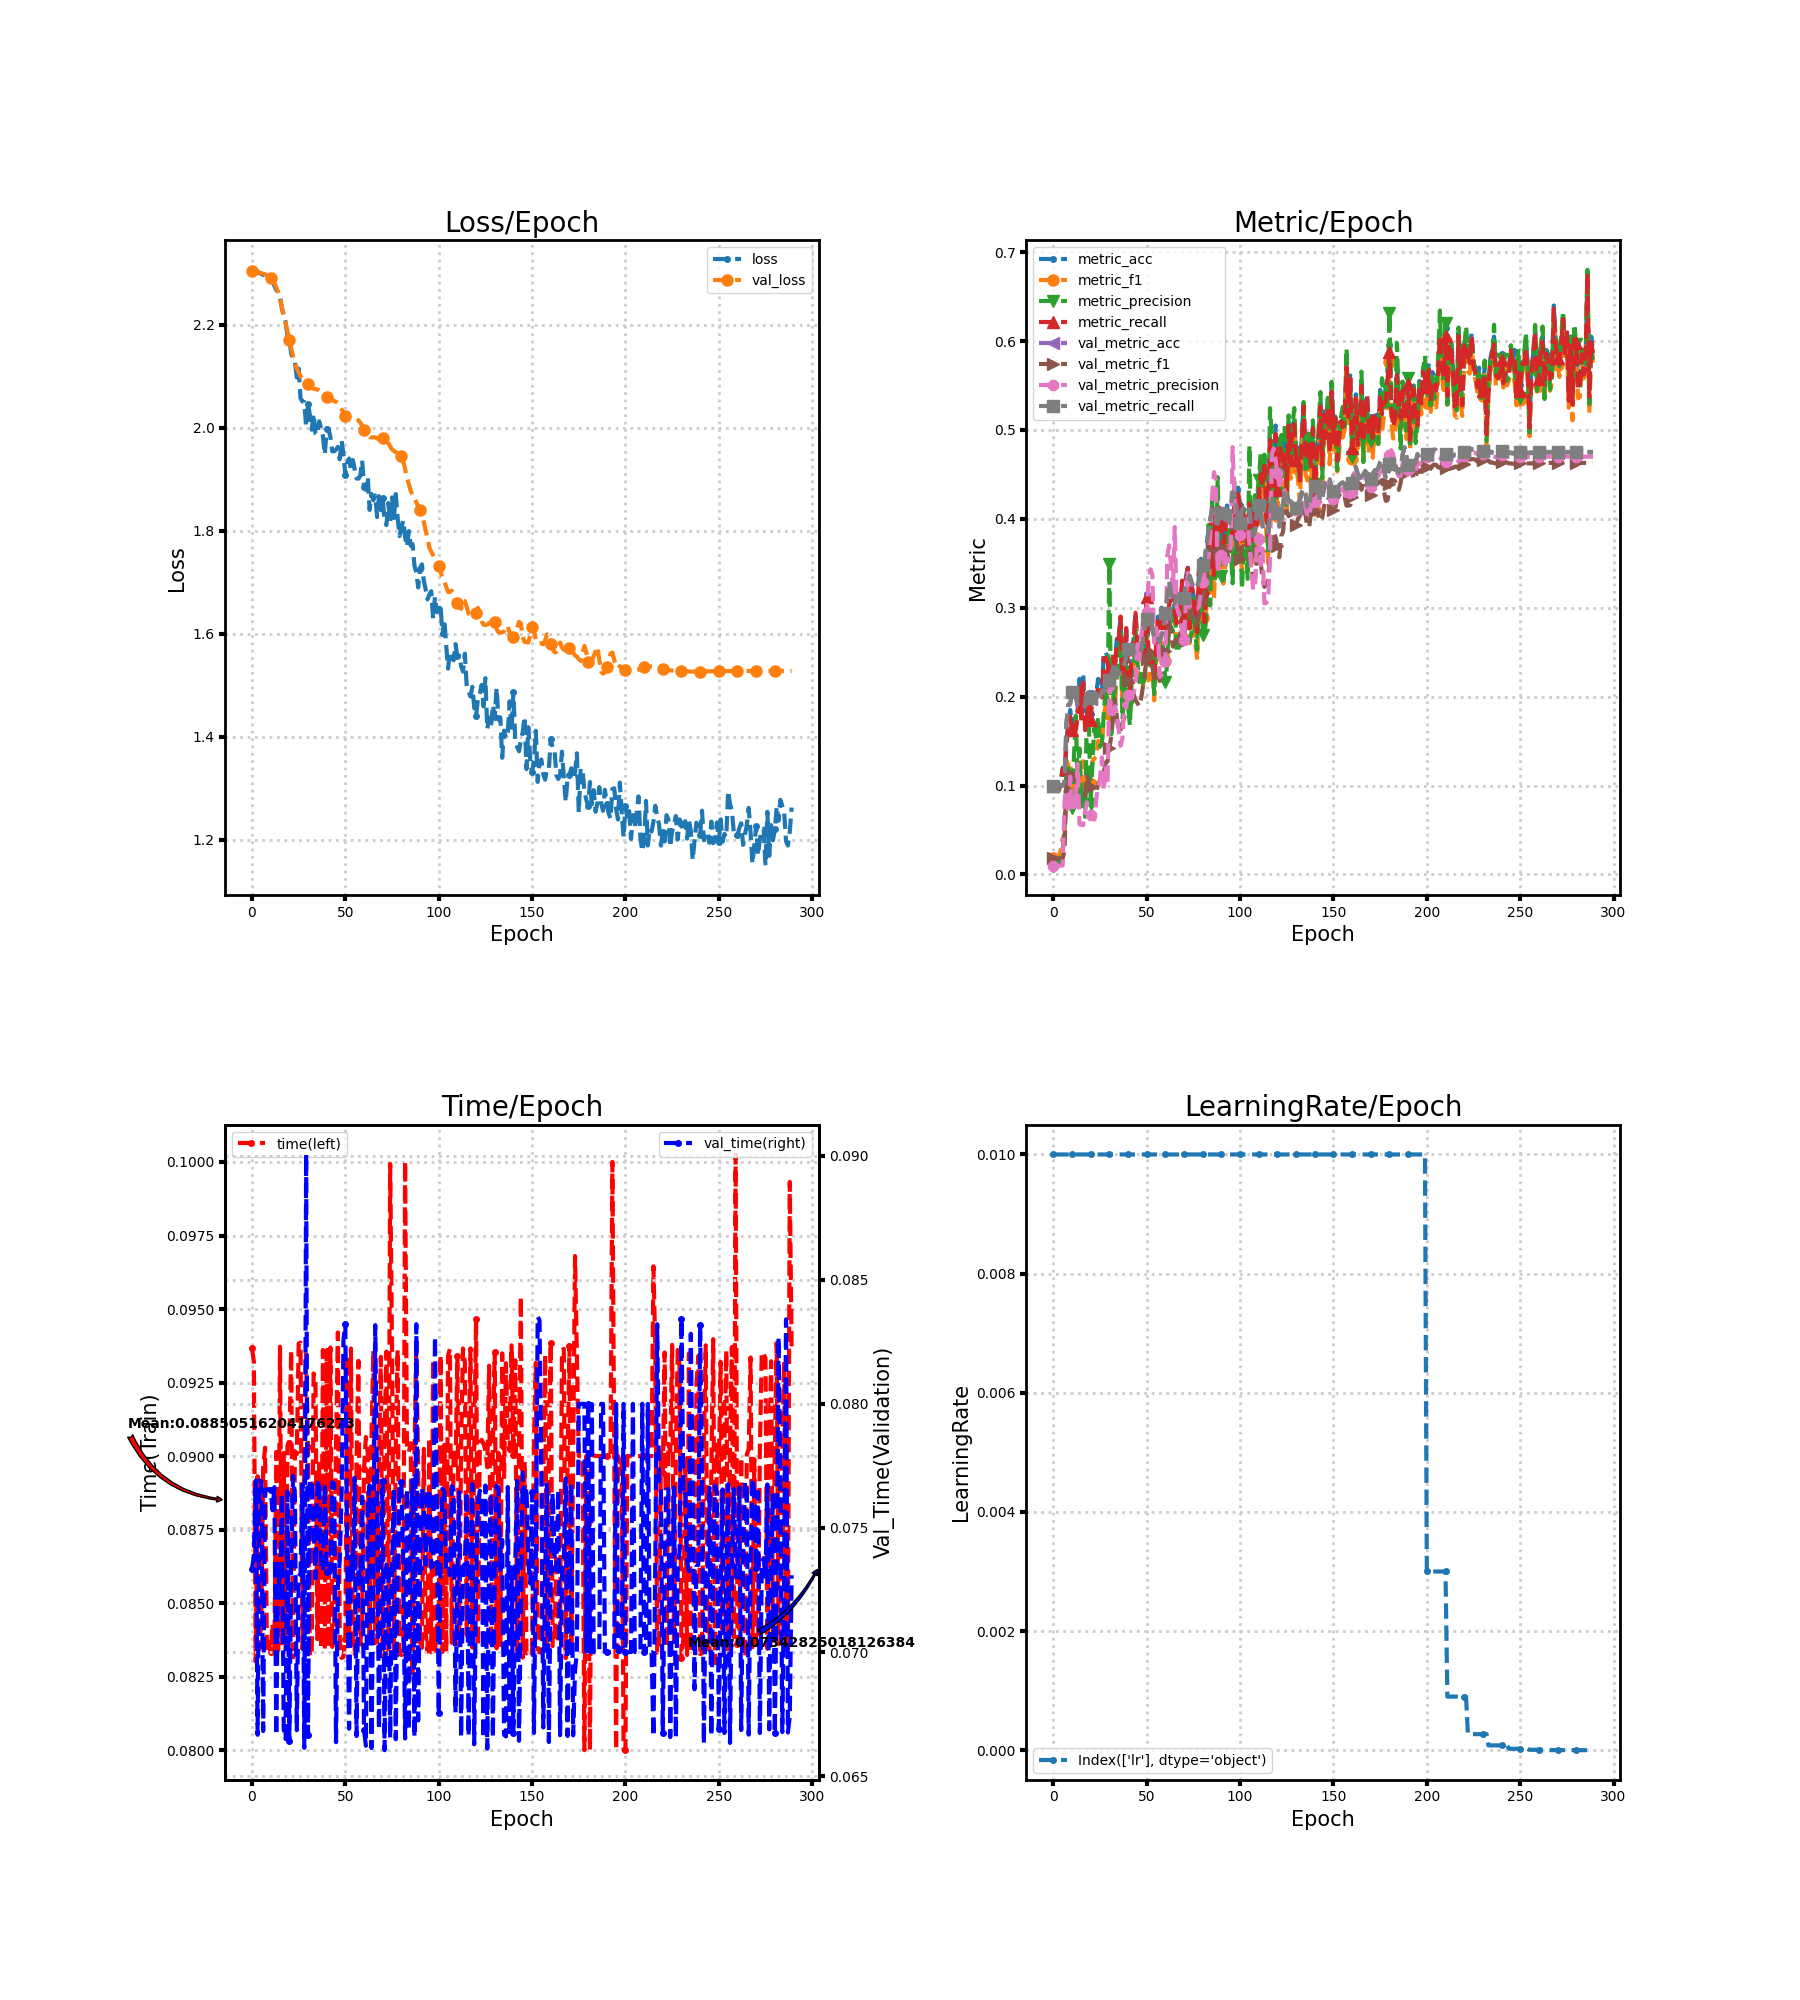 Loss/Epoch
loss
val_loss
2.2
2.0
1.8
1.6
1.4
1.2
Loss
0
50
100
150
200
250
300
Epoch
Metric/Epoch
metric_acc
metric_f1
metric_precision
metric_recall
val_metric_acc
val_metric_f1
val_metric_precision
val_metric_recall
0.7
0.6
0.5
0.4
0.3
0.2
0.1
0.0
Metric
0
50
100
150
200
250
300
Epoch
Time/Epoch
time(left)
val_time(right)
0.1000
0.0975
0.0950
0.0925
0.0900
0.0875
0.0850
0.0825
0.0800
Time(Train)
Mean:0.08850516204176273
0.090
0.085
0.080
0.075
0.070
0.065
Val_Time(Validation)
Mean:0.07342825018126384
0
50
100
150
200
250
300
Epoch
LearningRate/Epoch
0.010
0.008
0.006
0.004
0.002
0.000
LearningRate
Index(['lr'], dtype='object')
0
50
100
150
200
250
300
Epoch